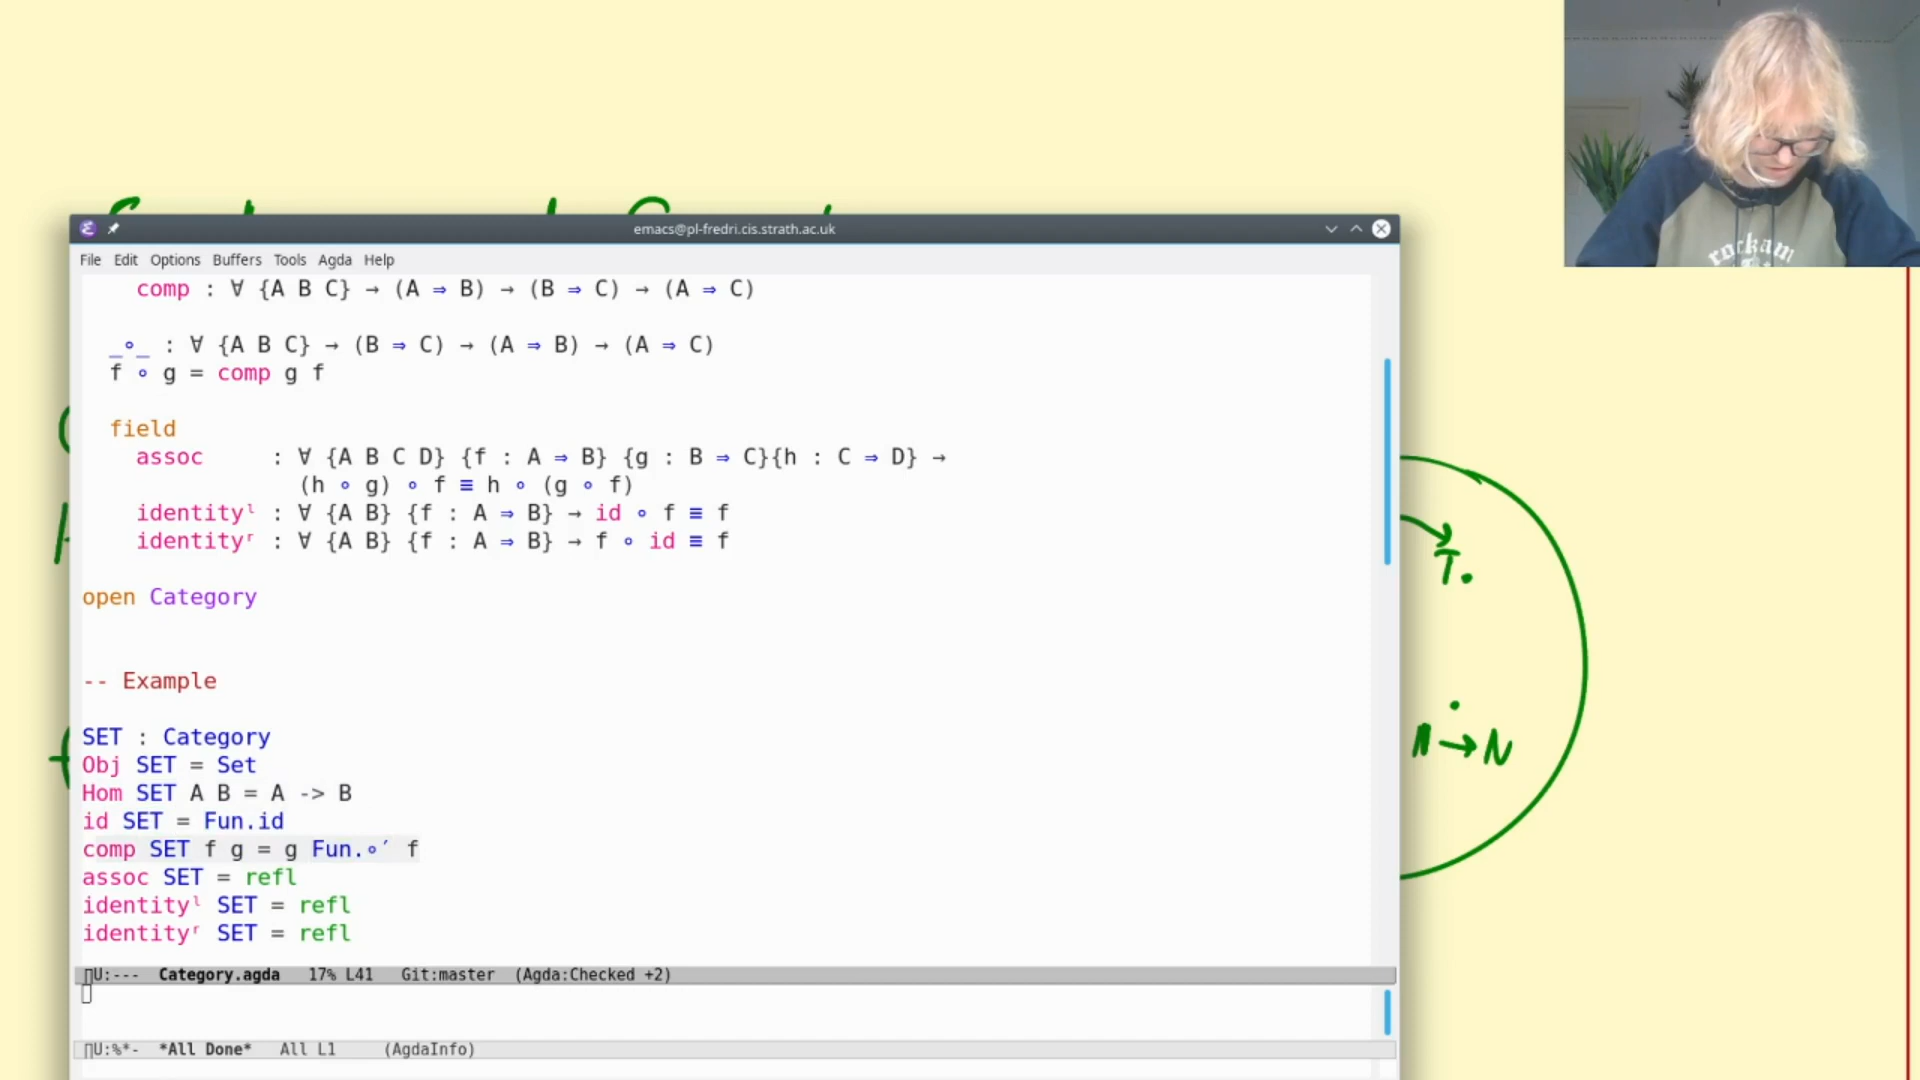 emacs@pl-fredri.cis.strath.ac.uk
File Edit Options Buffers Tools Agda Help
comp : ∀ {A B C} → (A ⇒ B) → (B ⇒ C) → (A ⇒ C)
_∘_ : ∀ {A B C} → (B ⇒ C) → (A ⇒ B) → (A ⇒ C)
f ∘ g = comp g f
field
assoc : ∀ {A B C D} {f : A ⇒ B} {g : B ⇒ C}{h : C ⇒ D} →
(h ∘ g) ∘ f ≡ h ∘ (g ∘ f)
identityˡ : ∀ {A B} {f : A ⇒ B} → id ∘ f ≡ f
identityʳ : ∀ {A B} {f : A ⇒ B} → f ∘ id ≡ f
open Category
-- Example
SET : Category
Obj SET = Set
Hom SET A B = A -> B
id SET = Fun.id
comp SET f g = g Fun.∘′ f
assoc SET = refl
identityˡ SET = refl
identityʳ SET = refl
U:--- Category.agda 17% L41 Git:master (Agda:Checked +2)
U:%*- *All Done* All L1 (AgdaInfo)
T
→ N
rockam